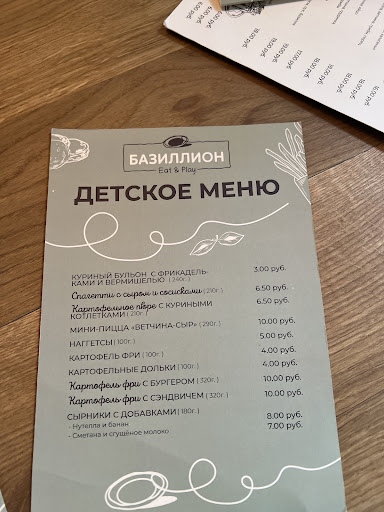 БАЗИЛЛИОН
Eat & Play
ДЕТСКОЕ МЕНЮ
КУРИНЫЙ БУЛЬОН С ФРИКАДЕЛЬ- 3.00 руб.
КАМИ И ВЕРМИШЕЛЬЮ (240г.)
Спагетти с сыром и сосисками (210г.) 6.50 руб.
Картофельное пюре С КУРИНЫМИ 6.50 руб.
КОТЛЕТКАМИ (210г.)
МИНИ-ПИЦЦА «ВЕТЧИНА-СЫР» (290г.) 10.00 руб.
НАГГЕТСЫ (100г.) 5.00 руб.
КАРТОФЕЛЬ ФРИ (100г.) 4.00 руб.
КАРТОФЕЛЬНЫЕ ДОЛЬКИ (100г.) 4.00 руб.
Картофель фри С БУРГЕРОМ (320г.) 10.00 руб.
Картофель фри С СЭНДВИЧЕМ (320г.) 10.00 руб.
СЫРНИКИ С ДОБАВКАМИ (180г.)
- Нутелла и банан 8.00 руб.
- Сметана и сгущёное молоко 7.00 руб.